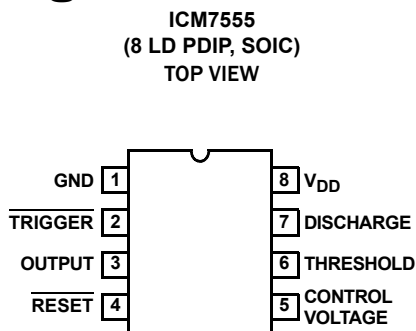 ICM7555
(8 LD PDIP, SOIC)
TOP VIEW
GND 1
TRIGGER 2
OUTPUT 3
RESET 4
8 VDD
7 DISCHARGE
6 THRESHOLD
5 CONTROL
VOLTAGE